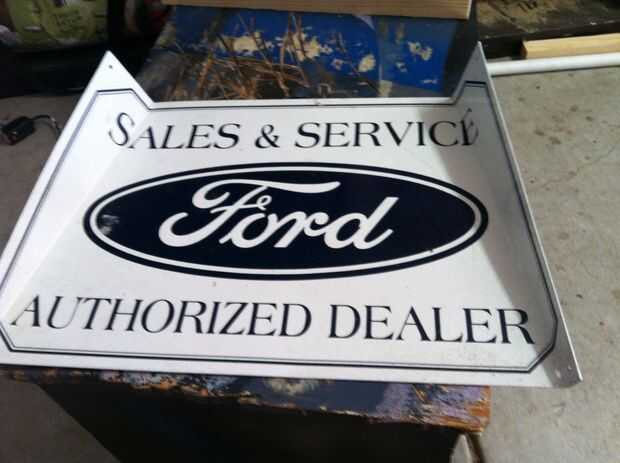 SALES & SERVICE
Ford
AUTHORIZED DEALER